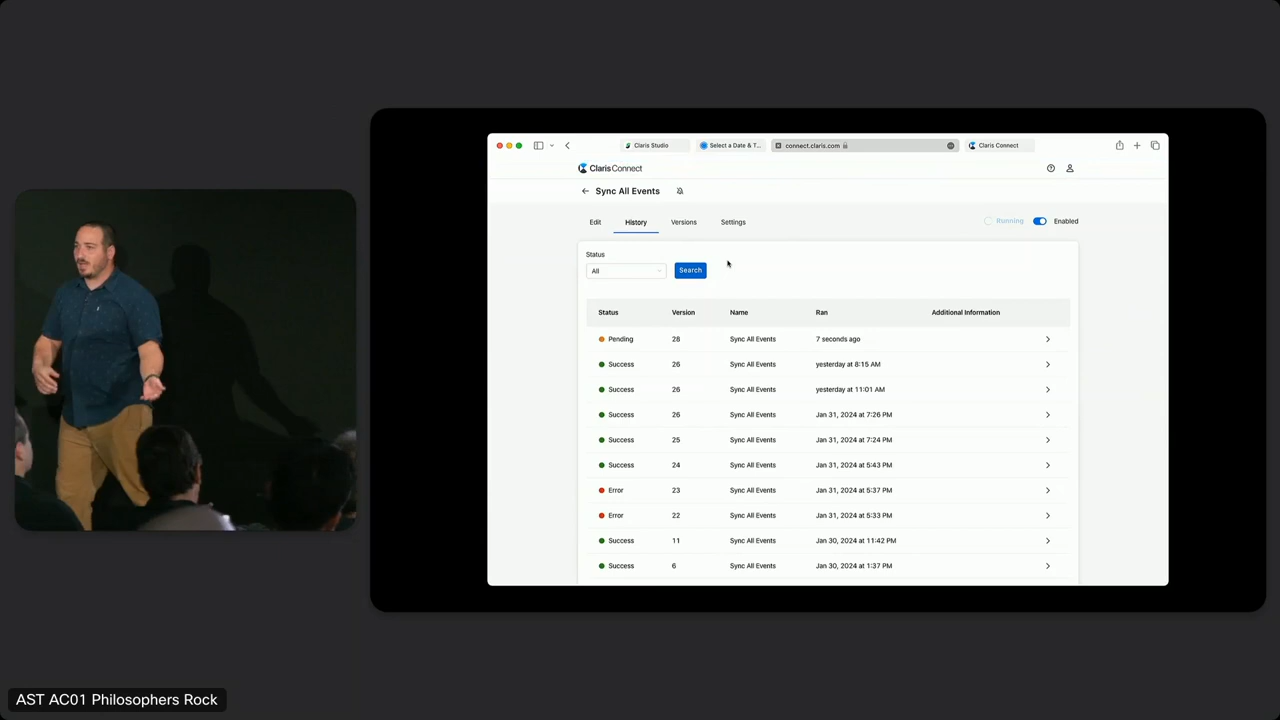 Claris Studio
Select a Date & T...
connect.claris.com
Claris Connect
Claris Connect
Sync All Events
Edit
History
Versions
Settings
Running
Enabled
Status
All
Search
Status Version Name Ran Additional Information
Pending 28 Sync All Events 7 seconds ago
Success 26 Sync All Events yesterday at 8:15 AM
Success 26 Sync All Events yesterday at 11:01 AM
Success 26 Sync All Events Jan 31, 2024 at 7:26 PM
Success 25 Sync All Events Jan 31, 2024 at 7:24 PM
Success 24 Sync All Events Jan 31, 2024 at 5:43 PM
Error 23 Sync All Events Jan 31, 2024 at 5:37 PM
Error 22 Sync All Events Jan 31, 2024 at 5:33 PM
Success 11 Sync All Events Jan 30, 2024 at 11:42 PM
Success 6 Sync All Events Jan 30, 2024 at 1:37 PM
AST AC01 Philosophers Rock